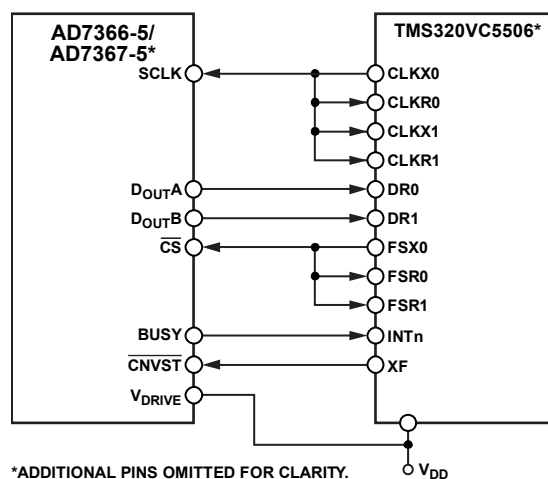 AD7366-5/
AD7367-5*
TMS320VC5506*
SCLK
CLKX0
CLKR0
CLKX1
CLKR1
DOUTA
DR0
DOUTB
DR1
CS
FSX0
FSR0
FSR1
BUSY
INTn
CNVST
XF
VDRIVE
VDD
*ADDITIONAL PINS OMITTED FOR CLARITY.